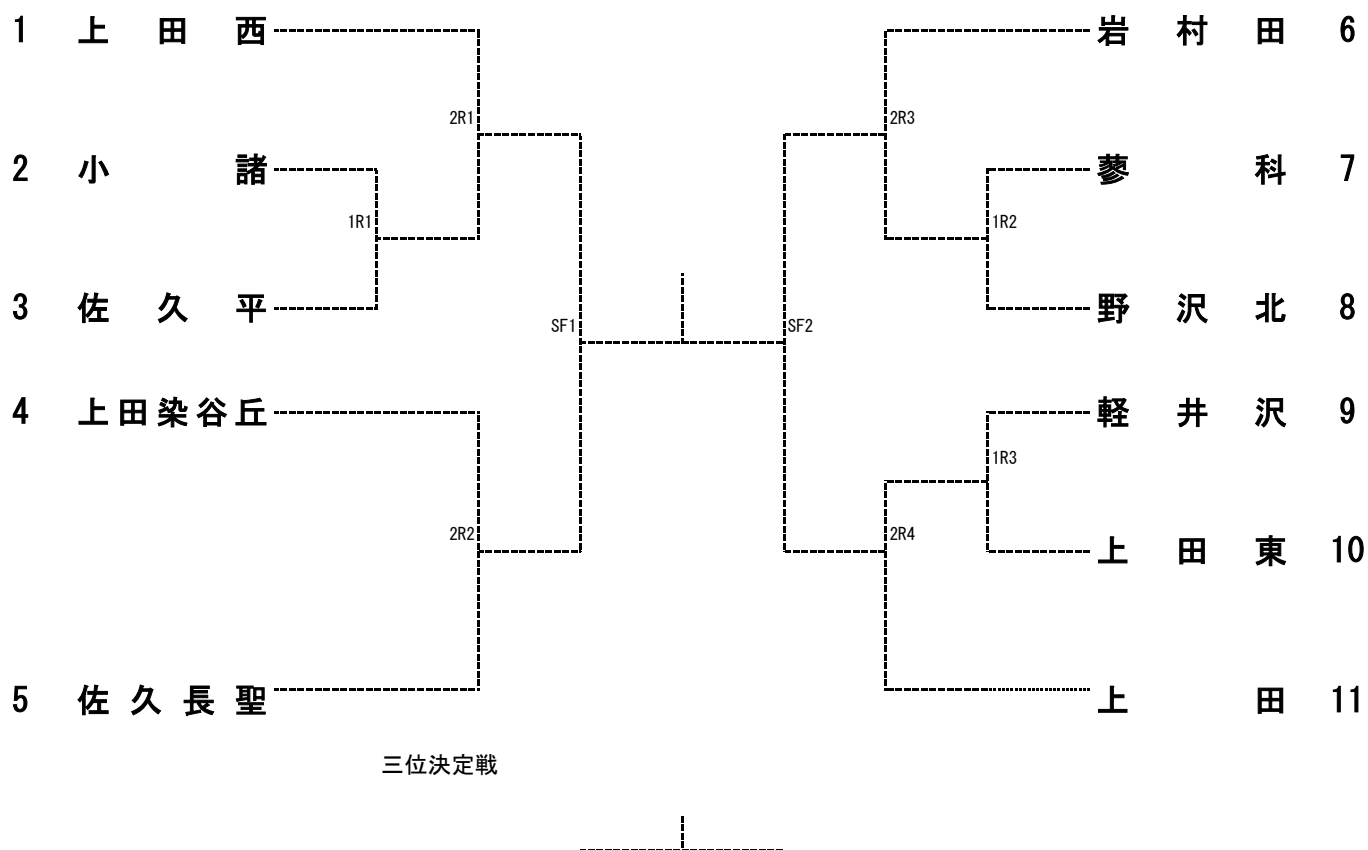 1 上田西 岩村田 6
2R1 2R3
2 小諸 蓼科 7
1R1 1R2
3 佐久平 野沢北 8
SF1 SF2
4 上田染谷丘 軽井沢 9
1R3
2R2 2R4
上田東 10
5 佐久長聖 上田 11
三位決定戦